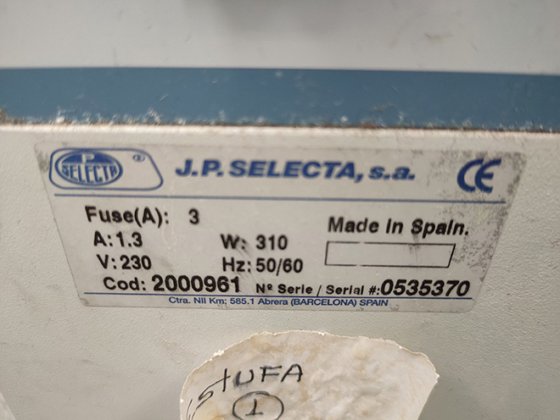 P
SELECTA ®
J.P. SELECTA, s.a. CE
Fuse(A): 3
Made in Spain.
A: 1.3 W: 310
V: 230 Hz: 50/60
Cod: 2000961 Nº Serie / Serial #: 0535370
Ctra. NII Km; 585.1 Abrera (BARCELONA) SPAIN
ESTUFA
1